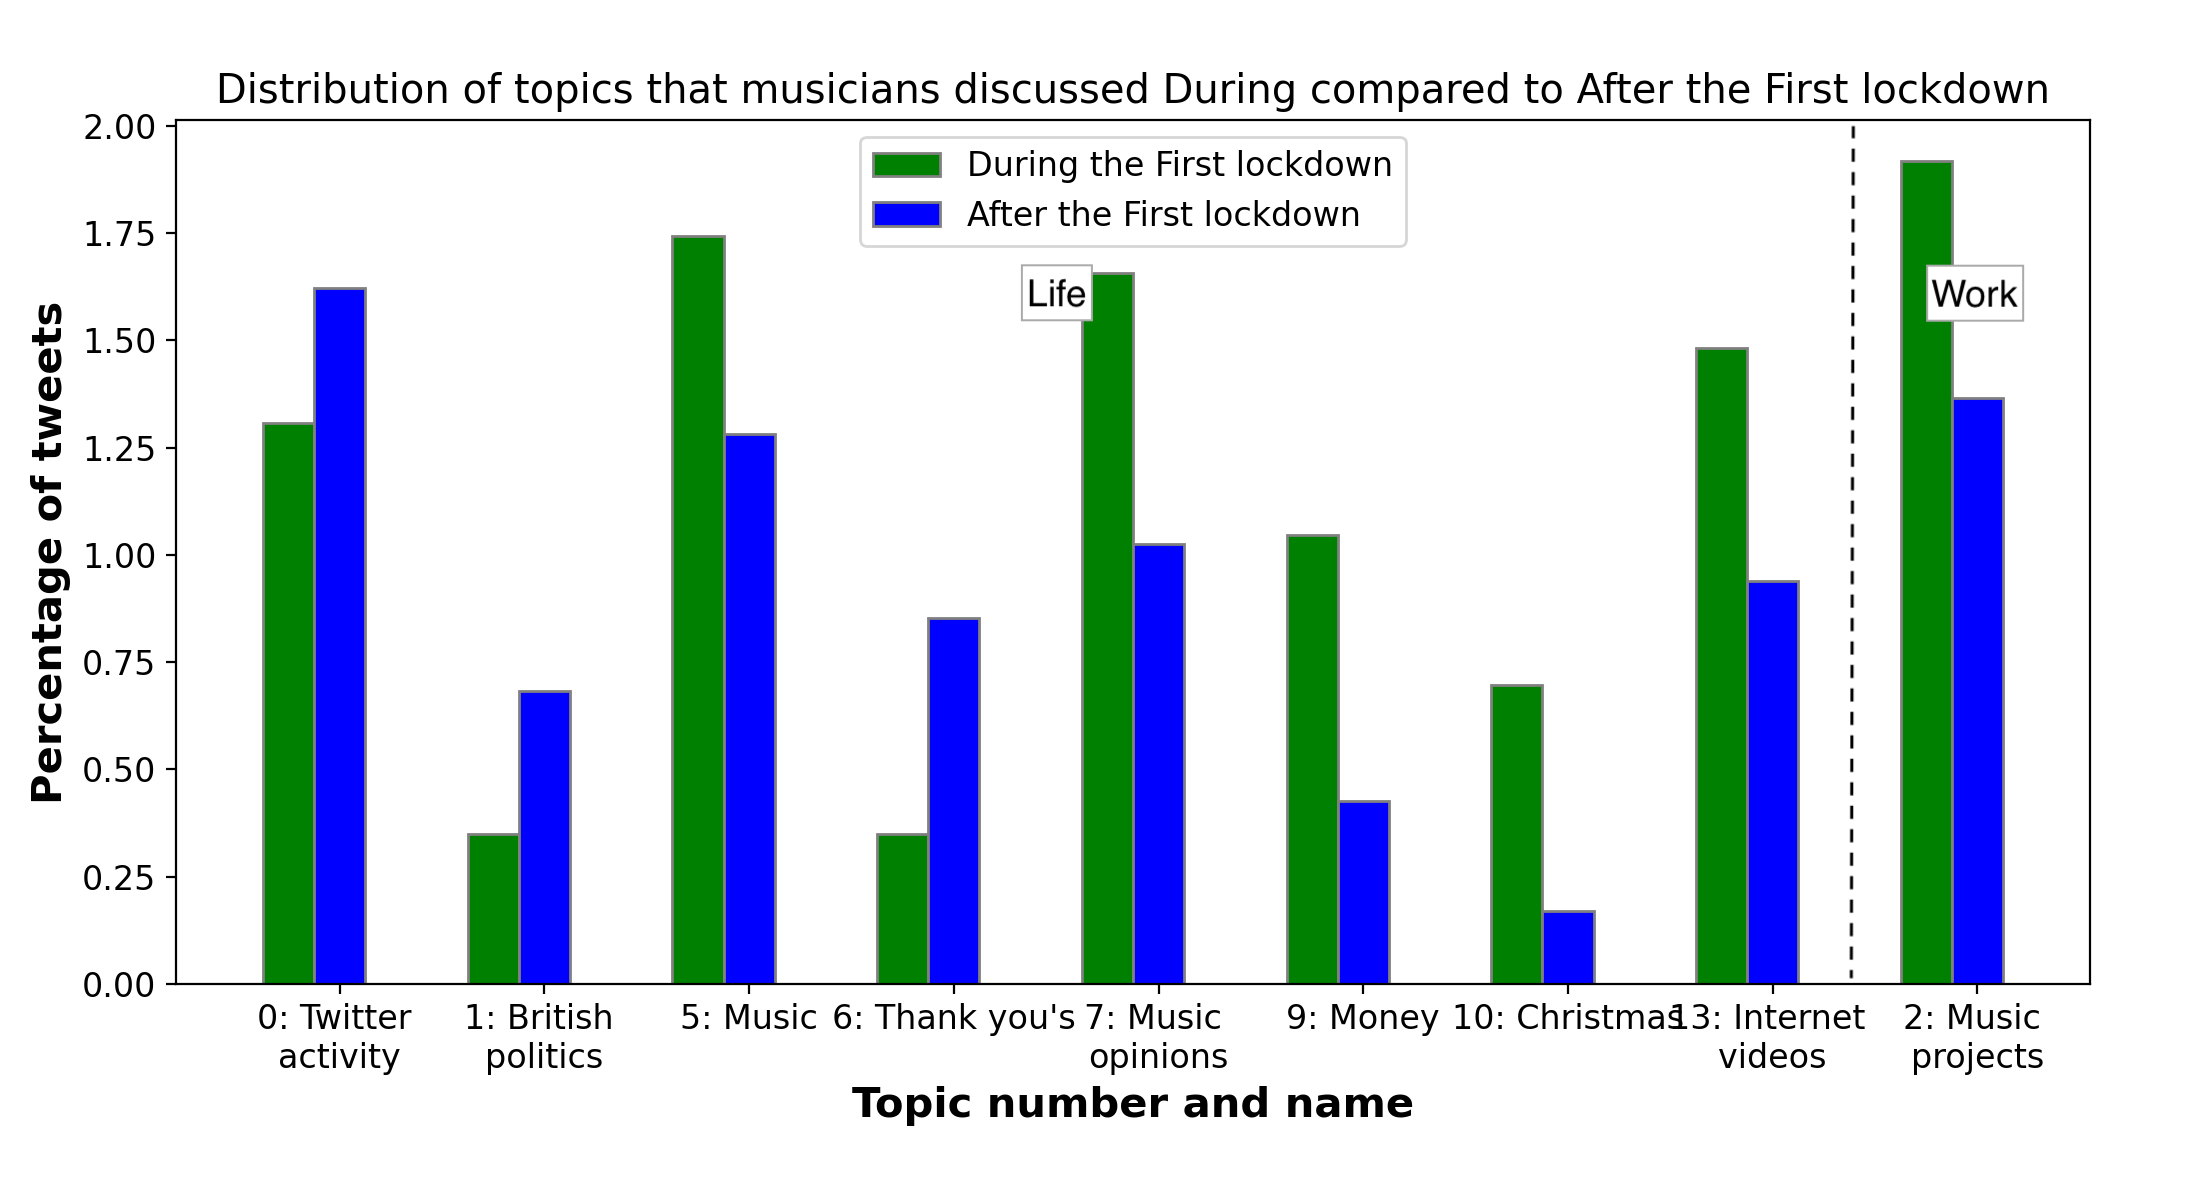 Distribution of topics that musicians discussed During compared to After the First lockdown
2.00
1.75
1.50
1.25
1.00
0.75
0.50
0.25
0.00
Percentage of tweets
During the First lockdown
After the First lockdown
Life
Work
0: Twitter
activity
1: British
politics
5: Music
6: Thank you's
7: Music
opinions
9: Money
10: Christmas
13: Internet
videos
2: Music
projects
Topic number and name